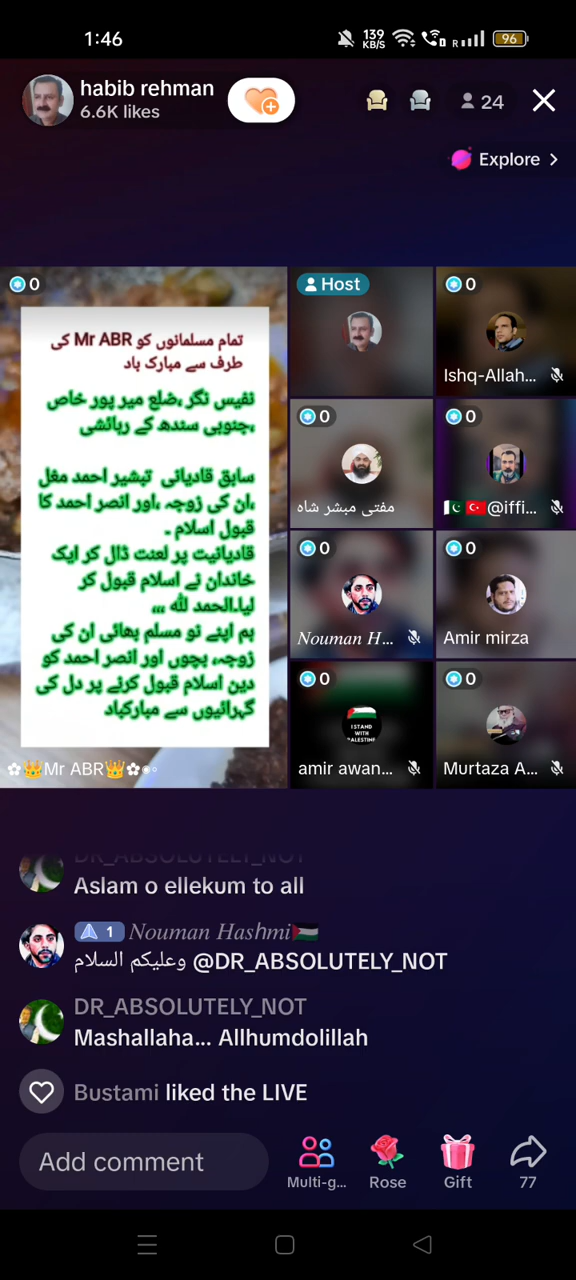 1:46
139
KB/S
R
96
habib rehman
6.6K likes
24
Explore
0
Host
0
Ishq-Allah...
0
مفتی مبشر شاہ
0
@iffi...
0
Nouman H...
0
Amir mirza
0
I STAND
WITH
PALESTINE
amir awan...
0
Murtaza A...
تمام مسلمانوں کو Mr ABR کی
طرف سے مبارک باد
نفیس نگر ،ضلع میر پور خاص
،جنوبی سندھ کے رہائشی
سابق قادیانی تبشیر احمد مغل
،ان کی زوجہ ،اور انصر احمد کا
قبول اسلام ۔
قادیانیت پر لعنت ڈال کر ایک
خاندان نے اسلام قبول کر
لیا۔الحمد للّٰہ ،،،
ہم اپنے نو مسلم بھائی ان کی
زوجہ، بچوں اور انصر احمد کو
دین اسلام قبول کرنے پر دل کی
گہرائیوں سے مبارکباد
✿👑Mr ABR👑✿
DR_ABSOLUTELY_NOT
Aslam o ellekum to all
1 Nouman Hashmi🇵🇸
وعلیکم السلام @DR_ABSOLUTELY_NOT
DR_ABSOLUTELY_NOT
Mashallaha... Allhumdolillah
Bustami liked the LIVE
Add comment
Multi-g...
Rose
Gift
77